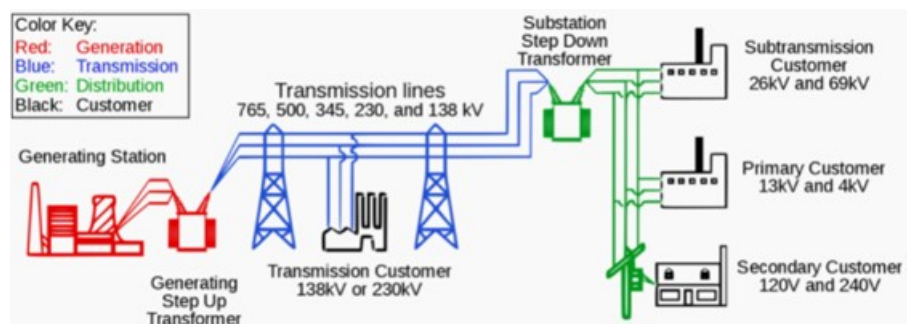 Color Key:
Red: Generation
Blue: Transmission
Green: Distribution
Black: Customer
Generating Station
Generating
Step Up
Transformer
Transmission lines
765, 500, 345, 230, and 138 kV
Transmission Customer
138kV or 230kV
Substation
Step Down
Transformer
Subtransmission
Customer
26kV and 69kV
Primary Customer
13kV and 4kV
Secondary Customer
120V and 240V